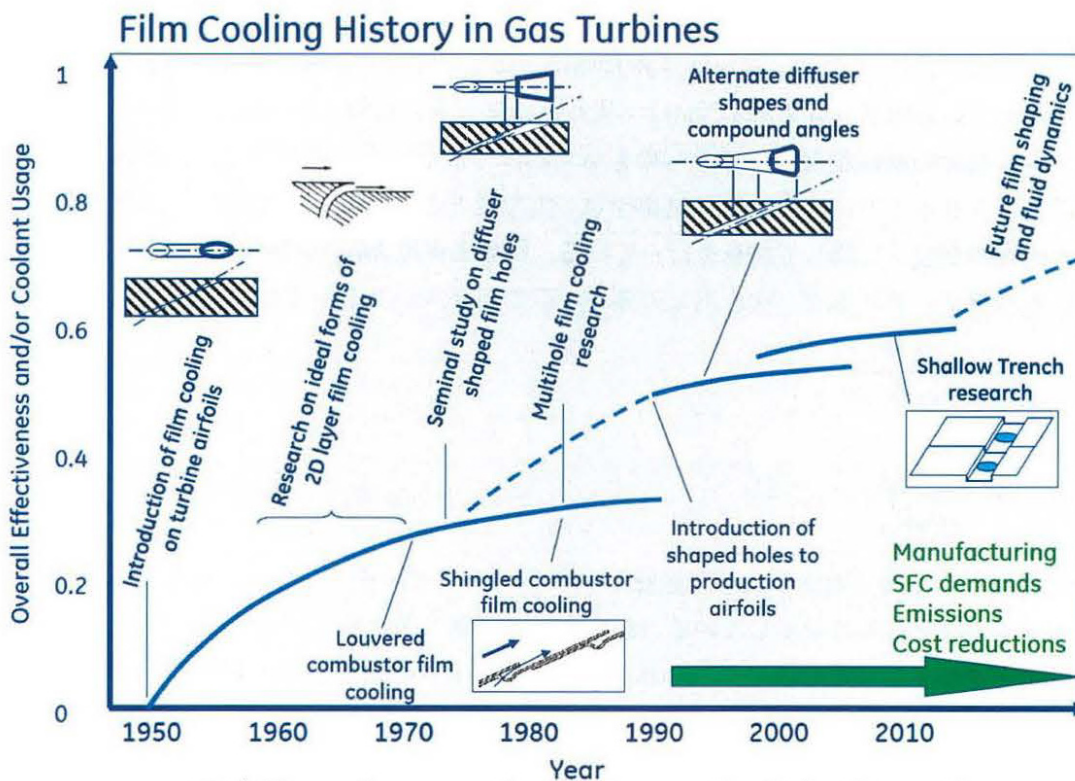 Film Cooling History in Gas Turbines
Overall Effectiveness and/or Coolant Usage
1
0.8
0.6
0.4
0.2
0
Introduction of film cooling
on turbine airfoils
Research on ideal forms of
2D layer film cooling
Seminal study on diffuser
shaped film holes
Multihole film cooling
research
Alternate diffuser
shapes and
compound angles
Future film shaping
and fluid dynamics
Louvered
combustor film
cooling
Shingled combustor
film cooling
Introduction of
shaped holes to
production
airfoils
Shallow Trench
research
Manufacturing
SFC demands
Emissions
Cost reductions
1950
1960
1970
1980
1990
2000
2010
Year